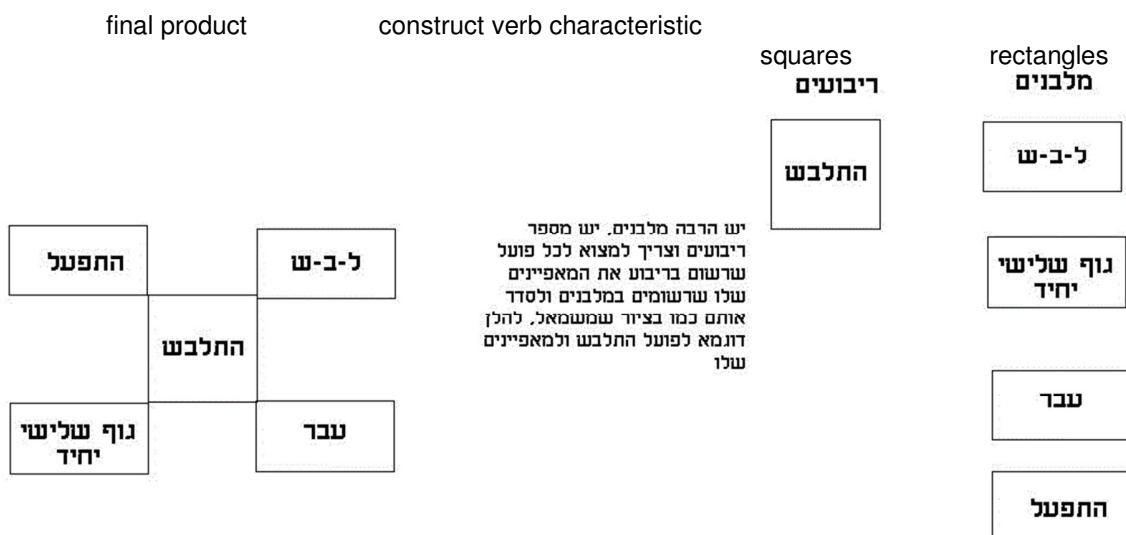 final product
construct verb characteristic
squares
rectangles
ריבועים
מלבנים
התלבש
ל-ב-ש
גוף שלישי
יחיד
עבר
התפעל
יש הרבה מלבנים, יש מספר
ריבועים וצריך למצוא לכל פועל
שרשום בריבוע את המאפיינים
שלו שרשומים במלבנים ולסדר
אותם כמו בציור שמשמאל, להלן
דוגמא לפועל התלבש ולמאפיינים
שלו
התפעל
ל-ב-ש
התלבש
גוף שלישי
יחיד
עבר